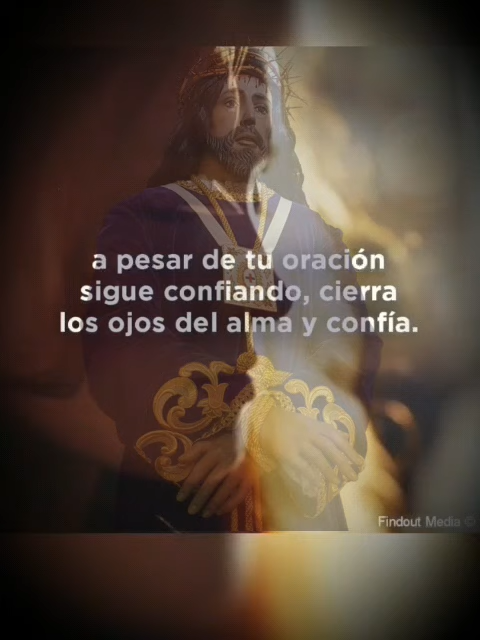 a pesar de tu oración
sigue confiando, cierra
los ojos del alma y confía.
Findout Media ©